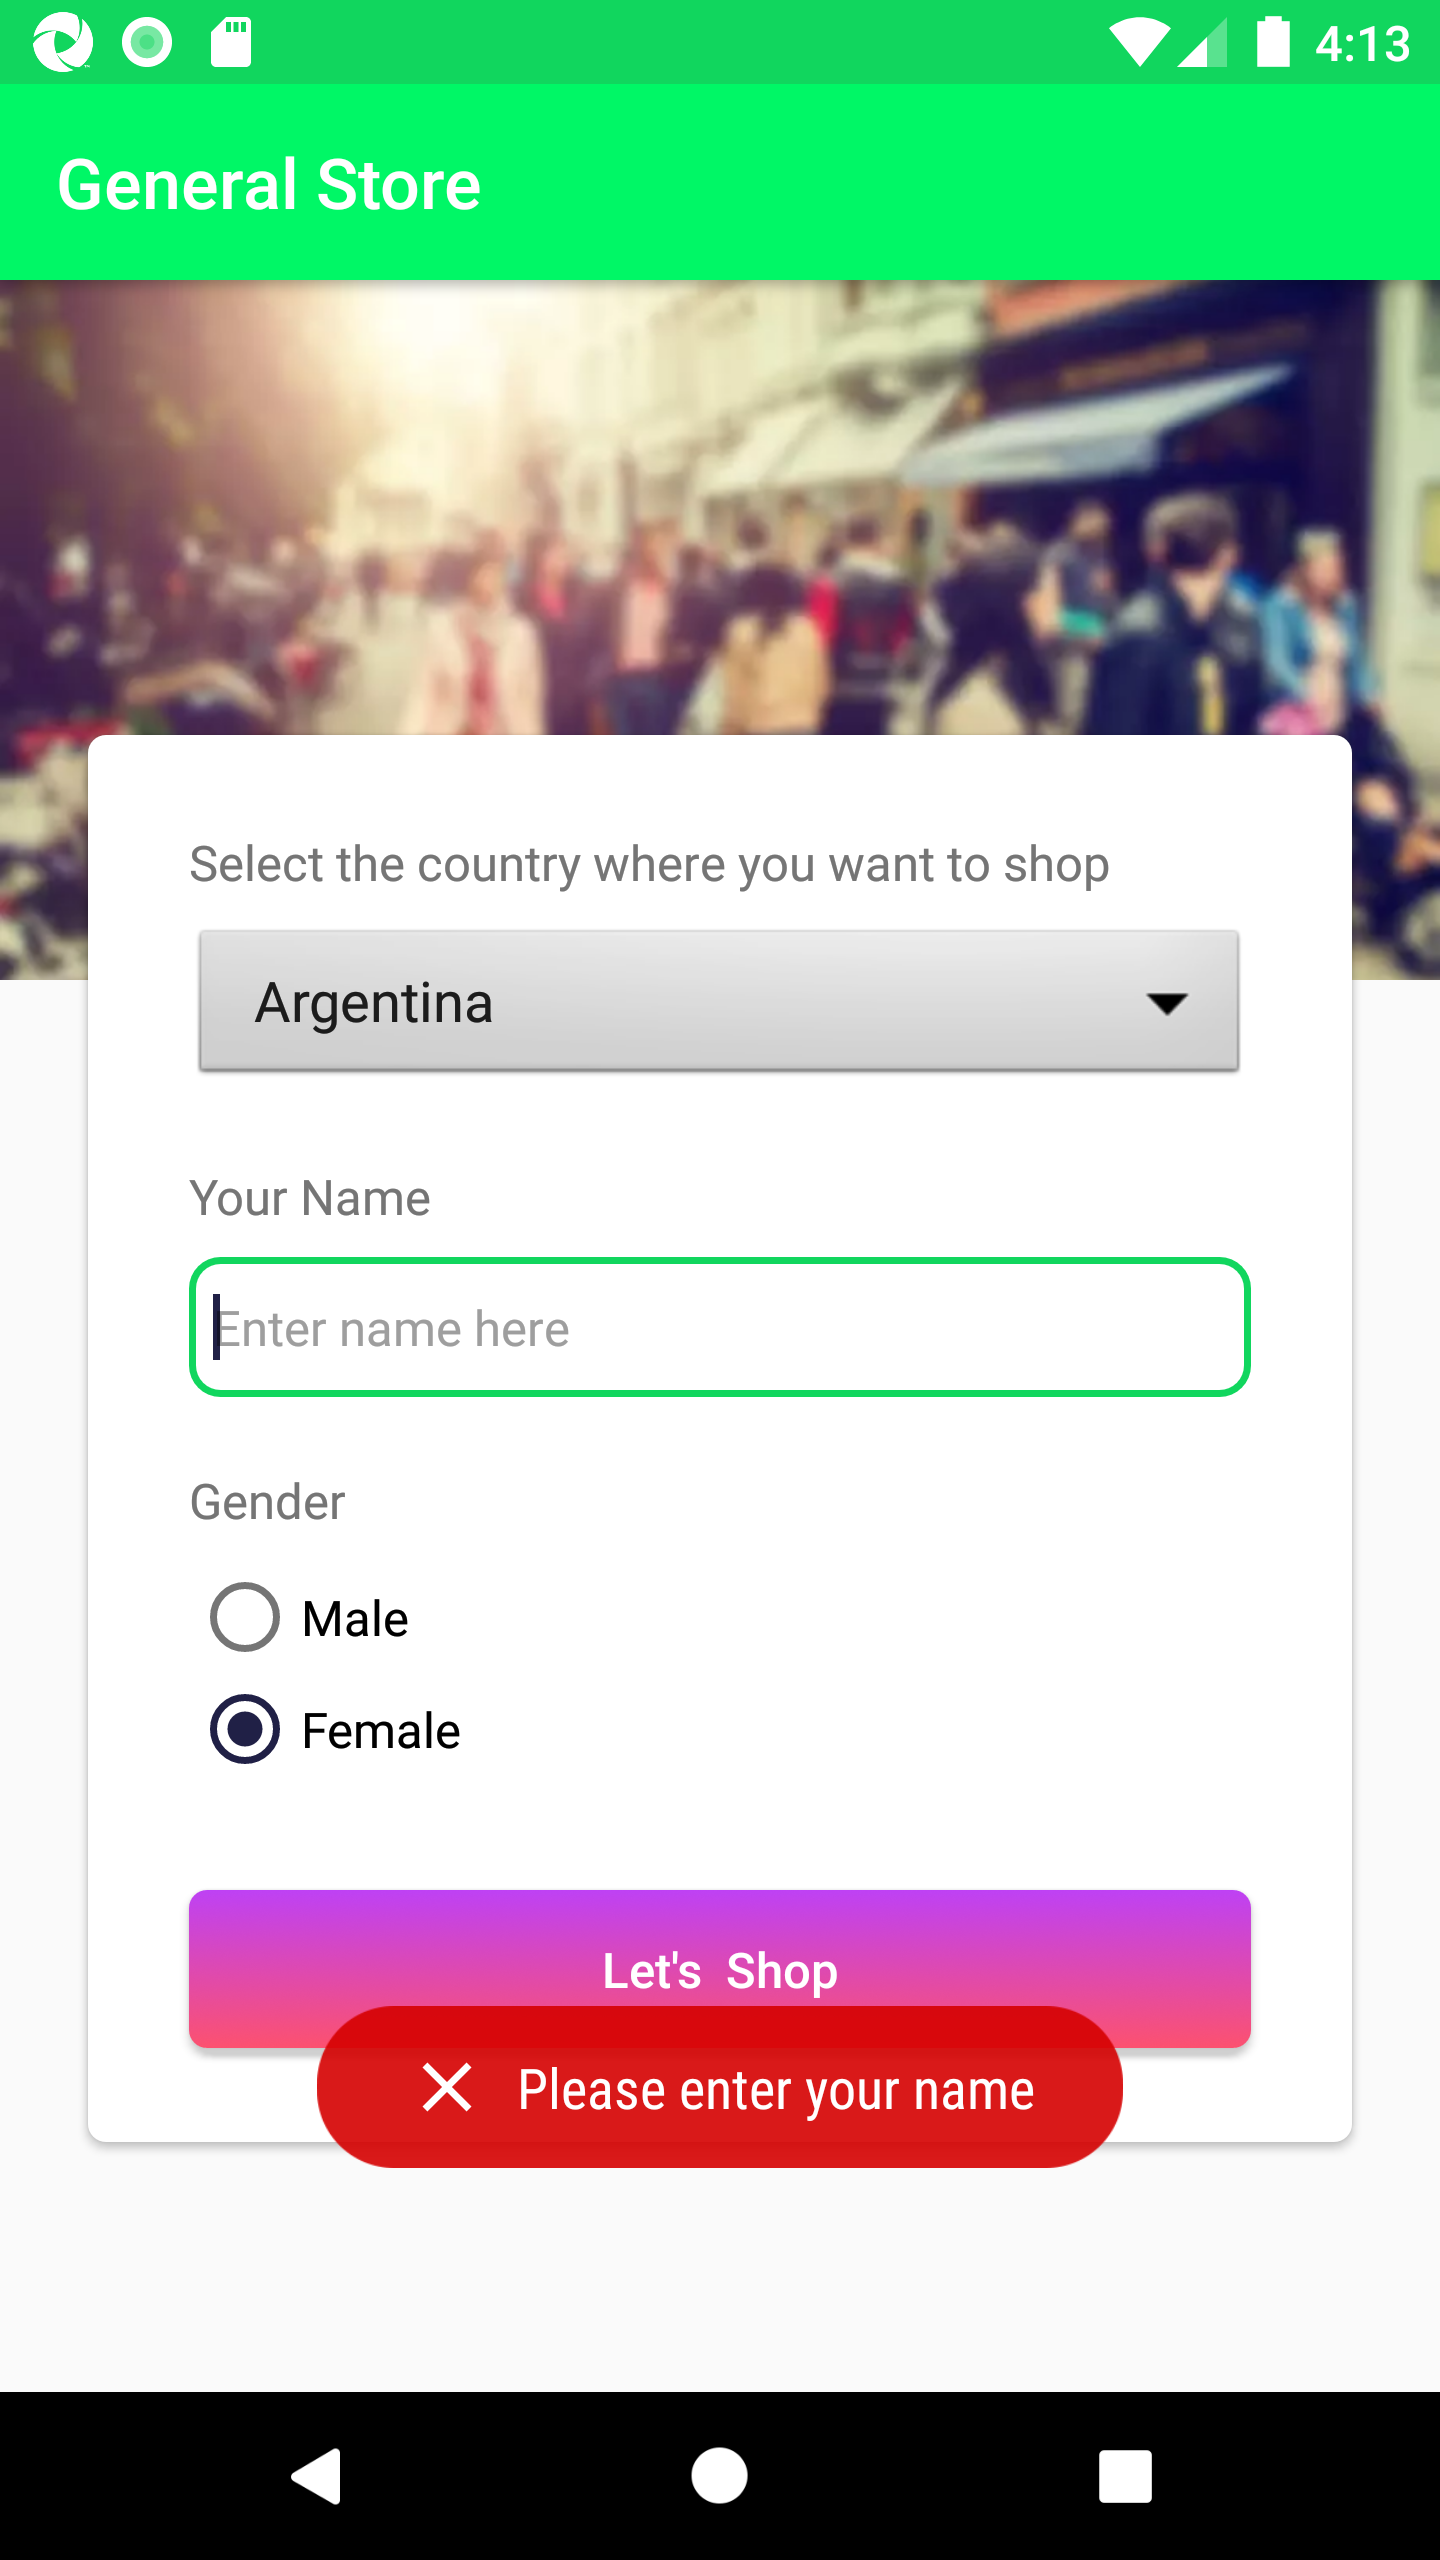 4:13
General Store
Select the country where you want to shop
Argentina
Your Name
Enter name here
Gender
Male
Female
Let's Shop
Please enter your name